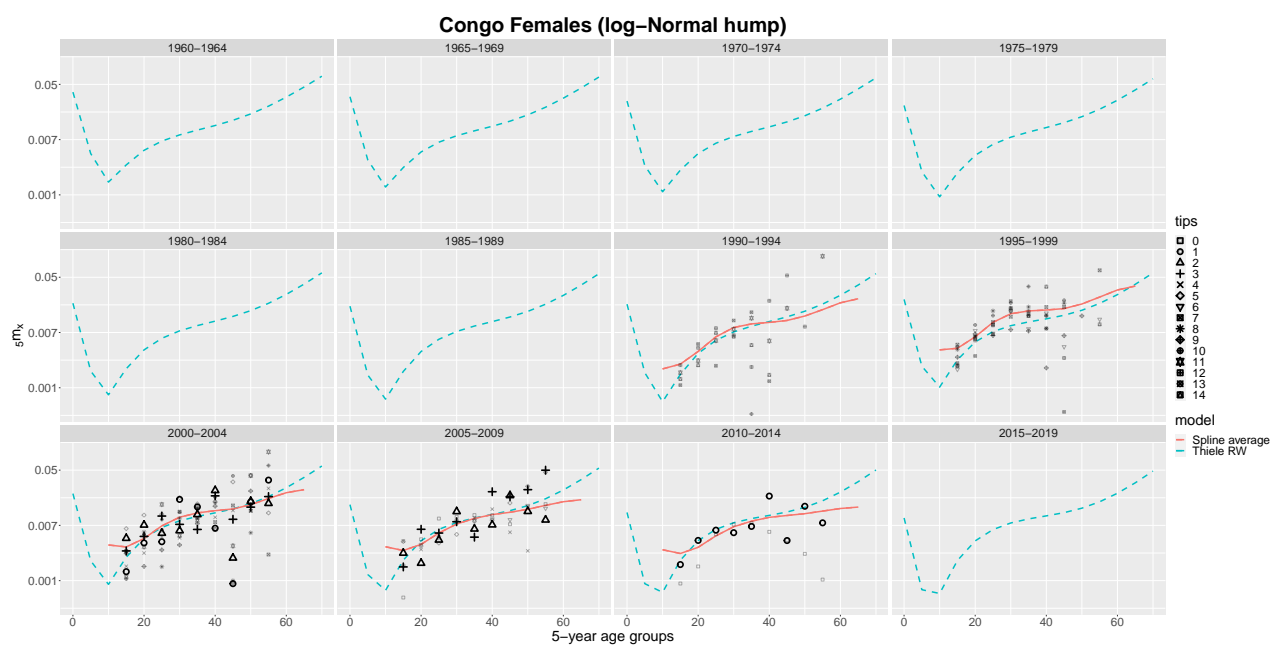 Congo Females (log−Normal hump)
1960−1964 1965−1969 1970−1974 1975−1979
0.05
0.007
0.001
1980−1984 1985−1989 1990−1994 1995−1999
0.05
0.007
0.001
2000−2004 2005−2009 2010−2014 2015−2019
0.05
0.007
0.001
0 20 40 60 0 20 40 60 0 20 40 60 0 20 40 60
5−year age groups
5mx
tips
0
1
2
3
4
5
6
7
8
9
10
11
12
13
14
model
Spline average
Thiele RW